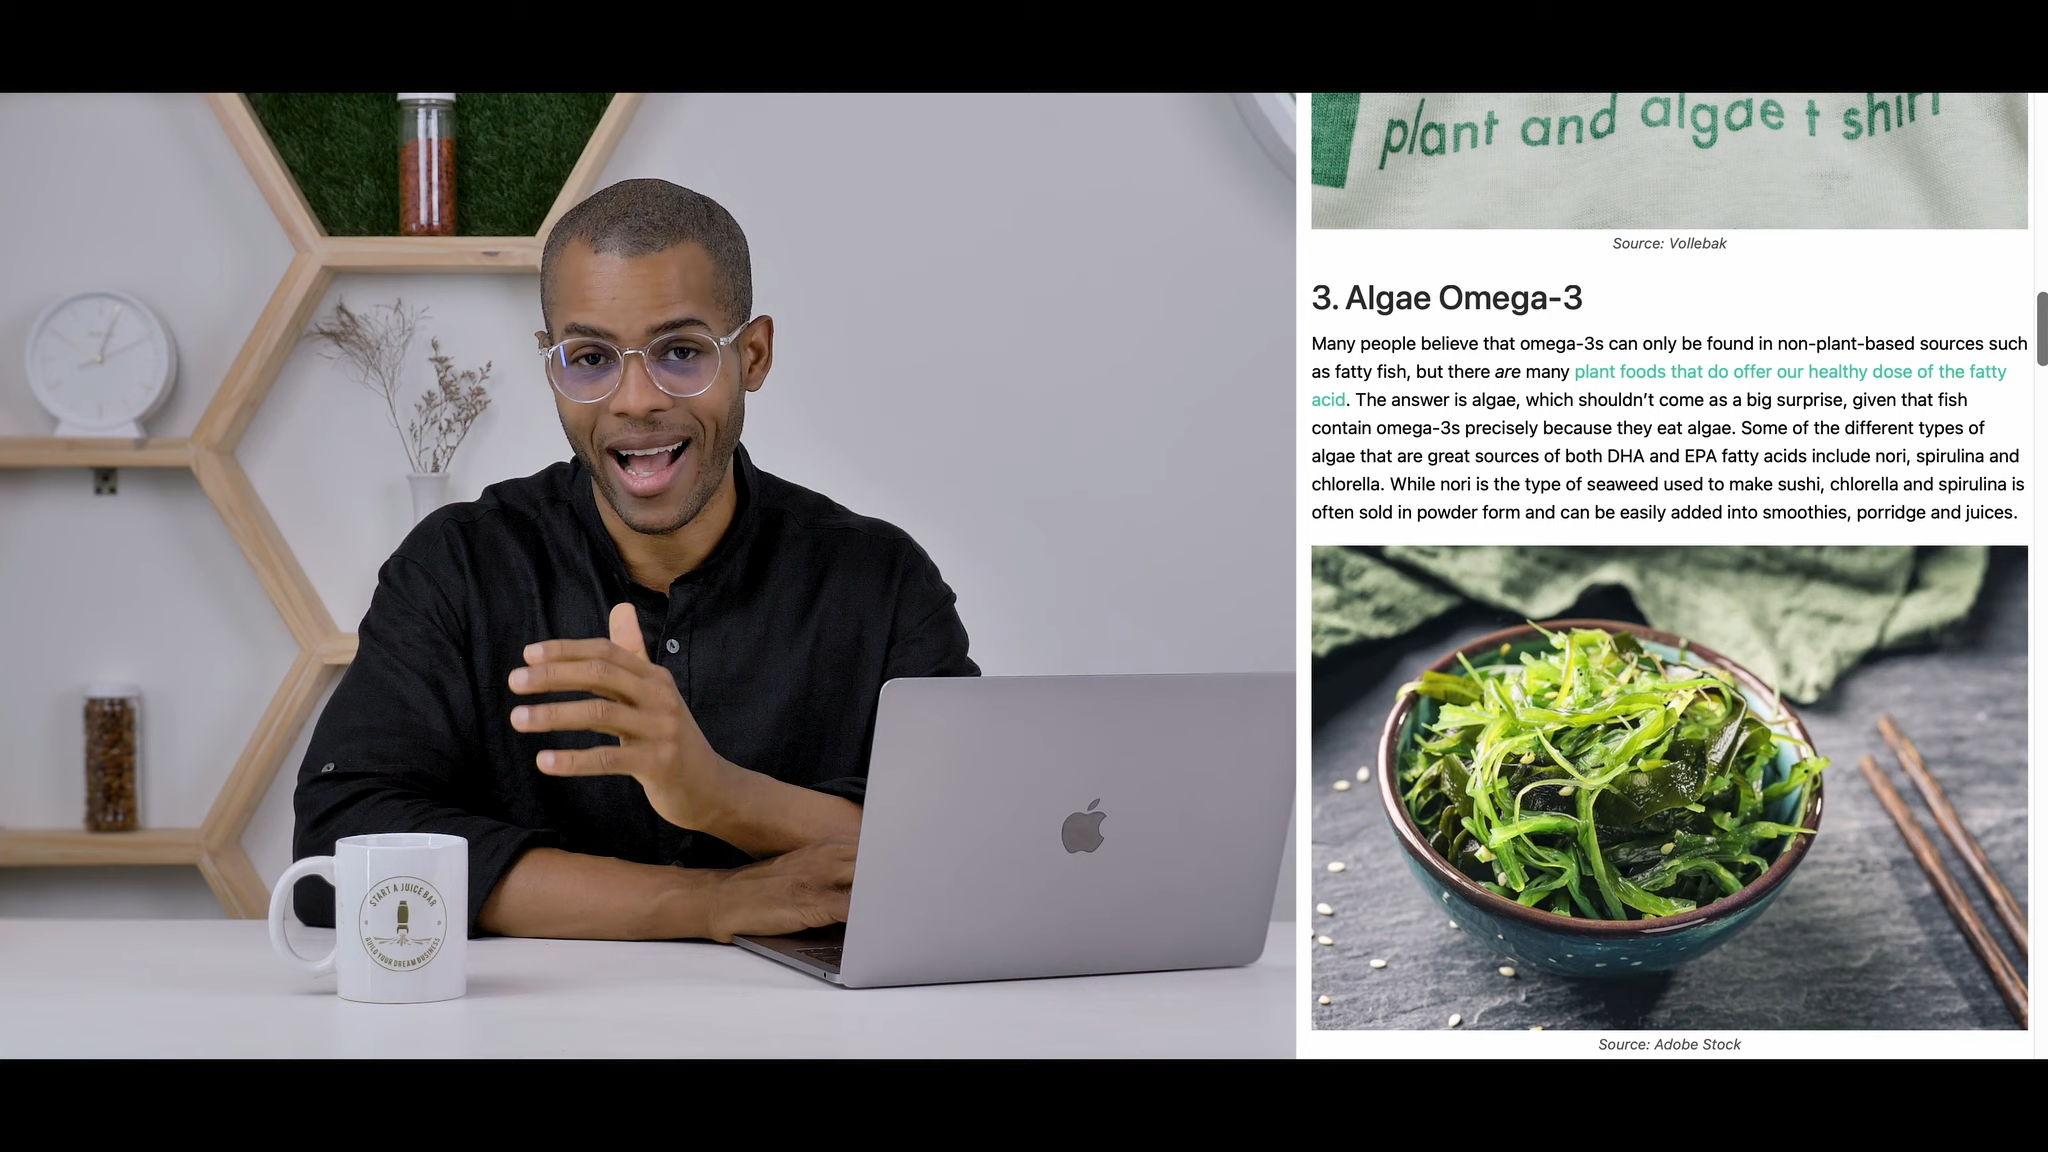 START A JUICE BAR
BUILD YOUR DREAM BUSINESS
plant and algae t shirt
Source: Vollebak
3. Algae Omega-3
Many people believe that omega-3s can only be found in non-plant-based sources such
as fatty fish, but there are many plant foods that do offer our healthy dose of the fatty
acid. The answer is algae, which shouldn’t come as a big surprise, given that fish
contain omega-3s precisely because they eat algae. Some of the different types of
algae that are great sources of both DHA and EPA fatty acids include nori, spirulina and
chlorella. While nori is the type of seaweed used to make sushi, chlorella and spirulina is
often sold in powder form and can be easily added into smoothies, porridge and juices.
Source: Adobe Stock